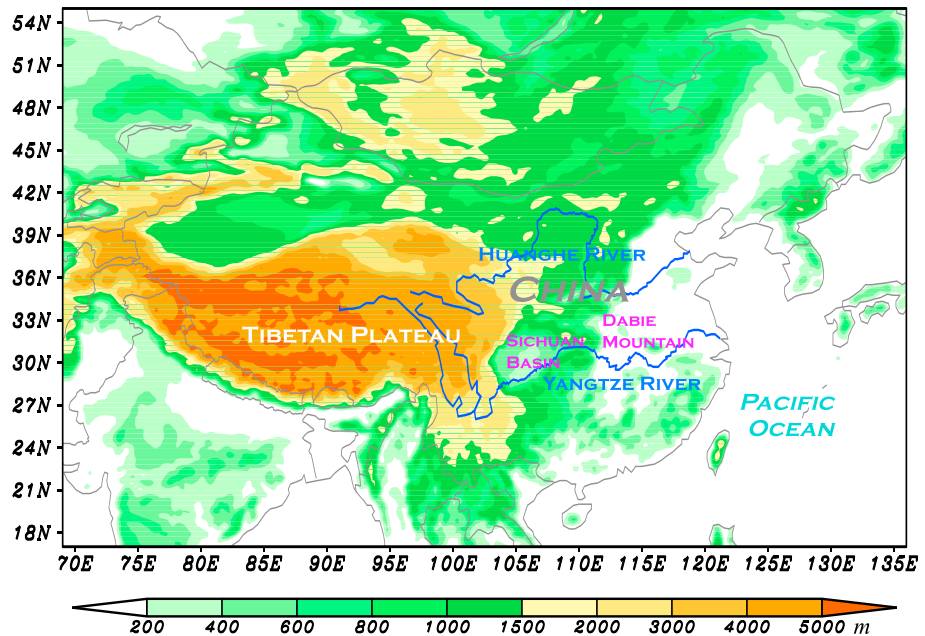 54N
51N
48N
45N
42N
39N
HUANGHE RIVER
36N
CHINA
33N
DABIE
TIBETAN PLATEAU
SICHUAN MOUNTAIN
30N
BASIN
YANGTZE RIVER
27N
PACIFIC
OCEAN
24N
21N
18N
70E 75E 80E 85E 90E 95E 100E 105E 110E 115E 120E 125E 130E 135E
200 400 600 800 1000 1500 2000 3000 4000 5000 m